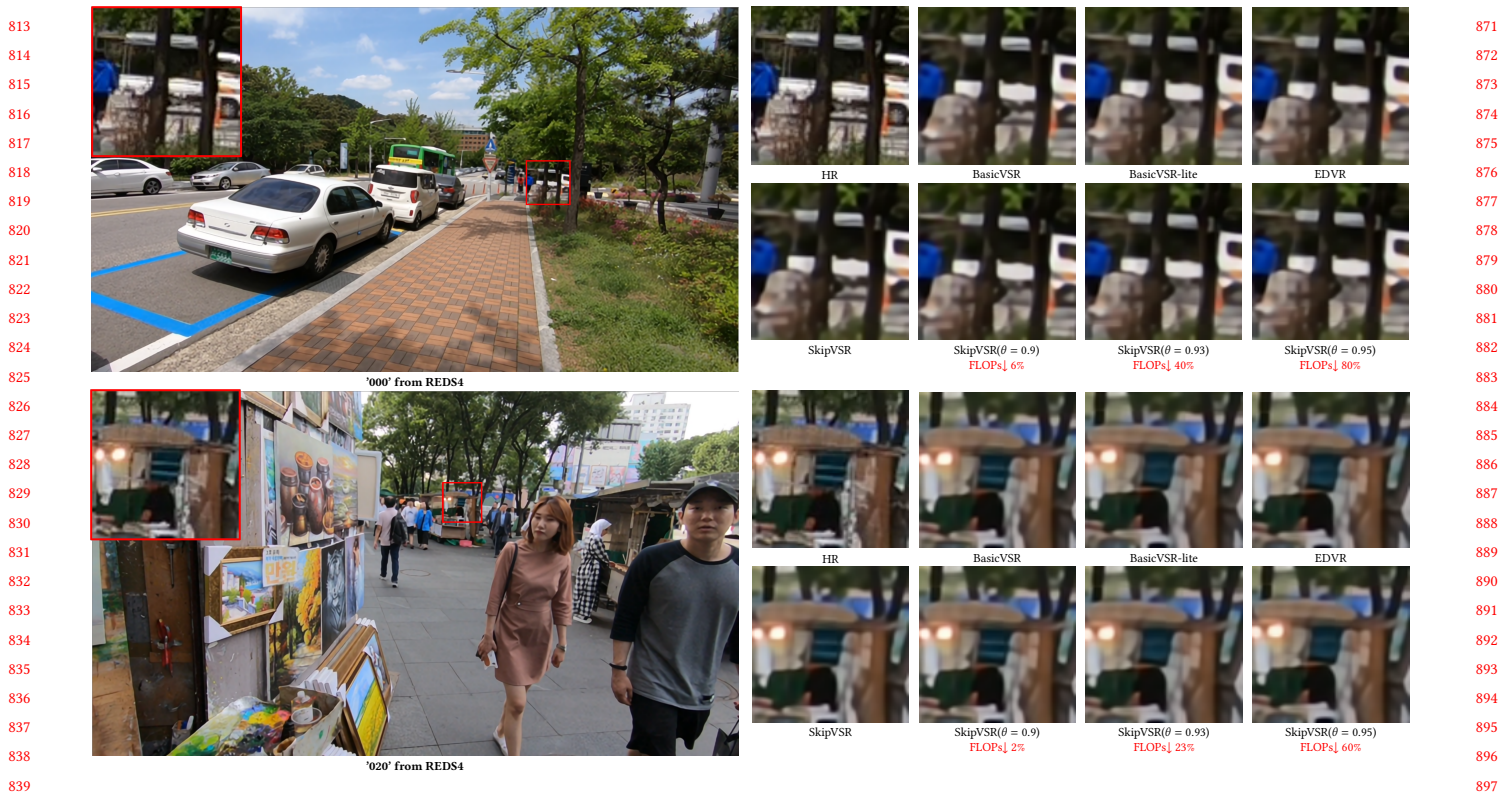 813
814
815
816
817
818
819
820
821
822
823
824
825
826
827
828
829
830
831
832
833
834
835
836
837
838
839
HR
BasicVSR
BasicVSR-lite
EDVR
SkipVSR
SkipVSR(θ = 0.9)
FLOPs↓ 6%
SkipVSR(θ = 0.93)
FLOPs↓ 40%
SkipVSR(θ = 0.95)
FLOPs↓ 80%
'000' from REDS4
만원
HR
BasicVSR
BasicVSR-lite
EDVR
SkipVSR
SkipVSR(θ = 0.9)
FLOPs↓ 2%
SkipVSR(θ = 0.93)
FLOPs↓ 23%
SkipVSR(θ = 0.95)
FLOPs↓ 60%
'020' from REDS4
871
872
873
874
875
876
877
878
879
880
881
882
883
884
885
886
887
888
889
890
891
892
893
894
895
896
897